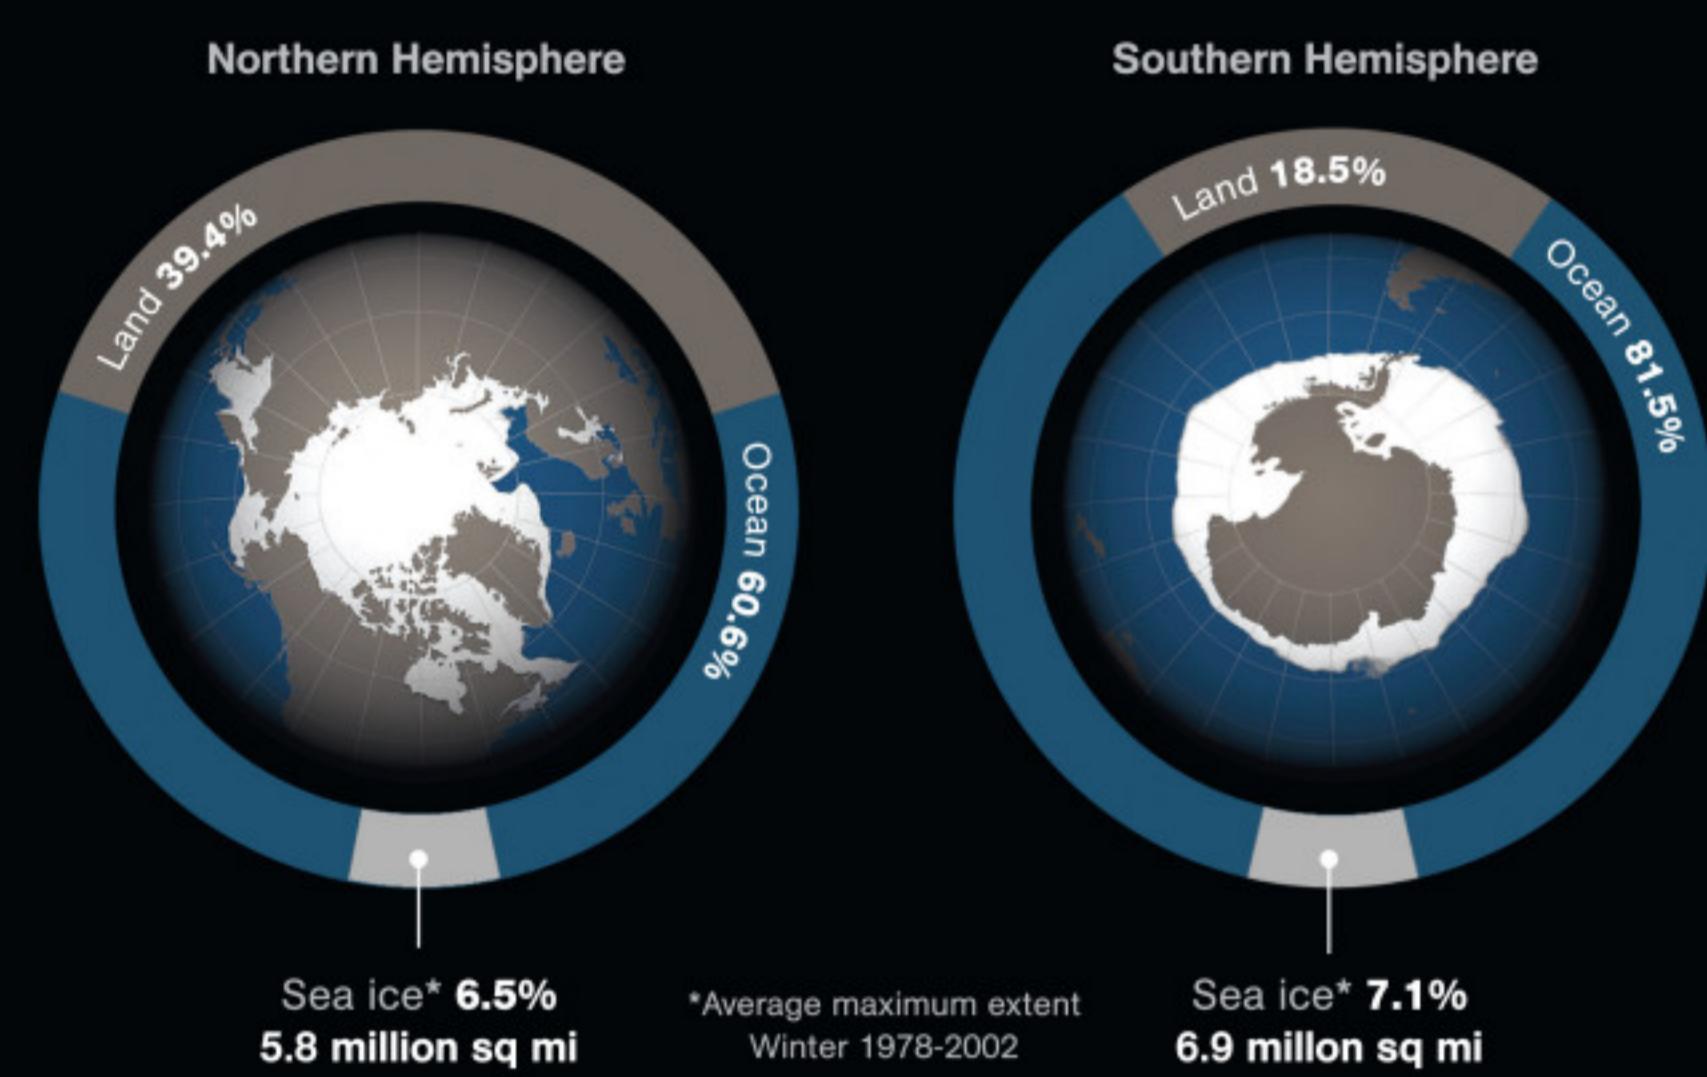 Northern Hemisphere
Land 39.4%
Ocean 60.6%
Sea ice* 6.5%
5.8 million sq mi
*Average maximum extent
Winter 1978-2002
Southern Hemisphere
Land 18.5%
Ocean 81.5%
Sea ice* 7.1%
6.9 millon sq mi